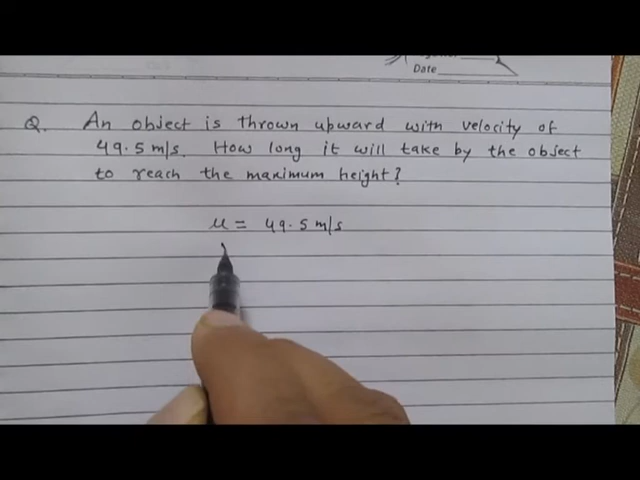 Date
Q. An object is thrown upward with velocity of
49.5 m/s. How long it will take by the object
to reach the maximum height?
u = 49.5 m/s